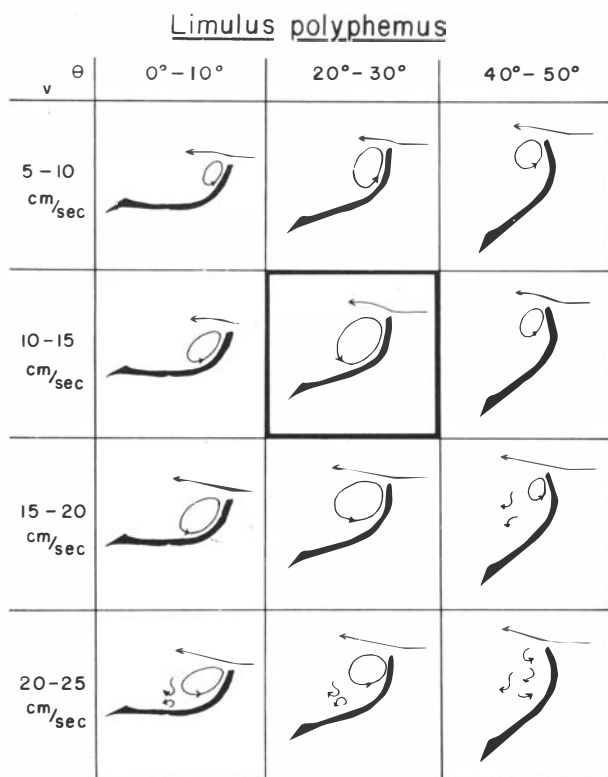 Limulus polyphemus
θ 0°-10° 20°-30° 40°-50°
v
5-10
cm/sec
10-15
cm/sec
15-20
cm/sec
20-25
cm/sec